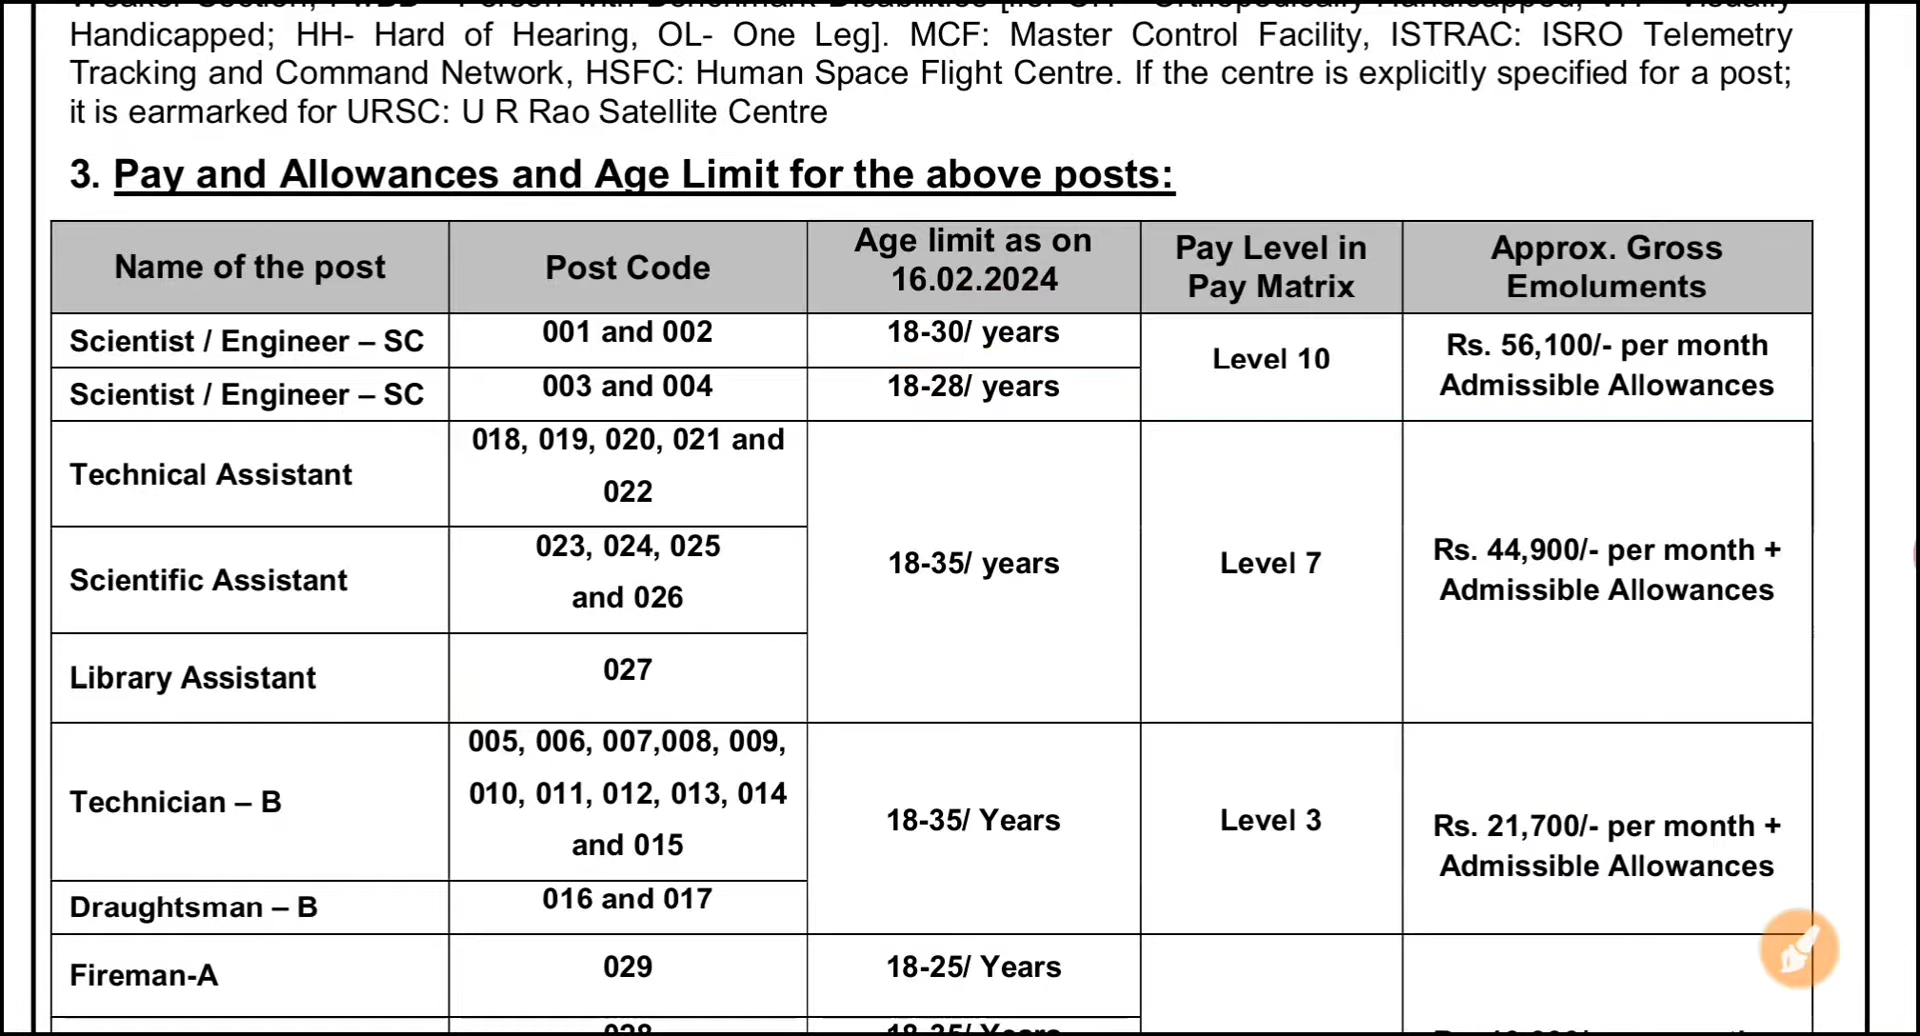 Handicapped; HH- Hard of Hearing, OL- One Leg]. MCF: Master Control Facility, ISTRAC: ISRO Telemetry
Tracking and Command Network, HSFC: Human Space Flight Centre. If the centre is explicitly specified for a post;
it is earmarked for URSC: U R Rao Satellite Centre
3. Pay and Allowances and Age Limit for the above posts:
Name of the post
Post Code
Age limit as on
16.02.2024
Pay Level in
Pay Matrix
Approx. Gross
Emoluments
Scientist / Engineer – SC
001 and 002
18-30/ years
Level 10
Rs. 56,100/- per month
Admissible Allowances
Scientist / Engineer – SC
003 and 004
18-28/ years
Technical Assistant
018, 019, 020, 021 and
022
18-35/ years
Level 7
Rs. 44,900/- per month +
Admissible Allowances
Scientific Assistant
023, 024, 025
and 026
Library Assistant
027
Technician – B
005, 006, 007,008, 009,
010, 011, 012, 013, 014
and 015
18-35/ Years
Level 3
Rs. 21,700/- per month +
Admissible Allowances
Draughtsman – B
016 and 017
Fireman-A
029
18-25/ Years